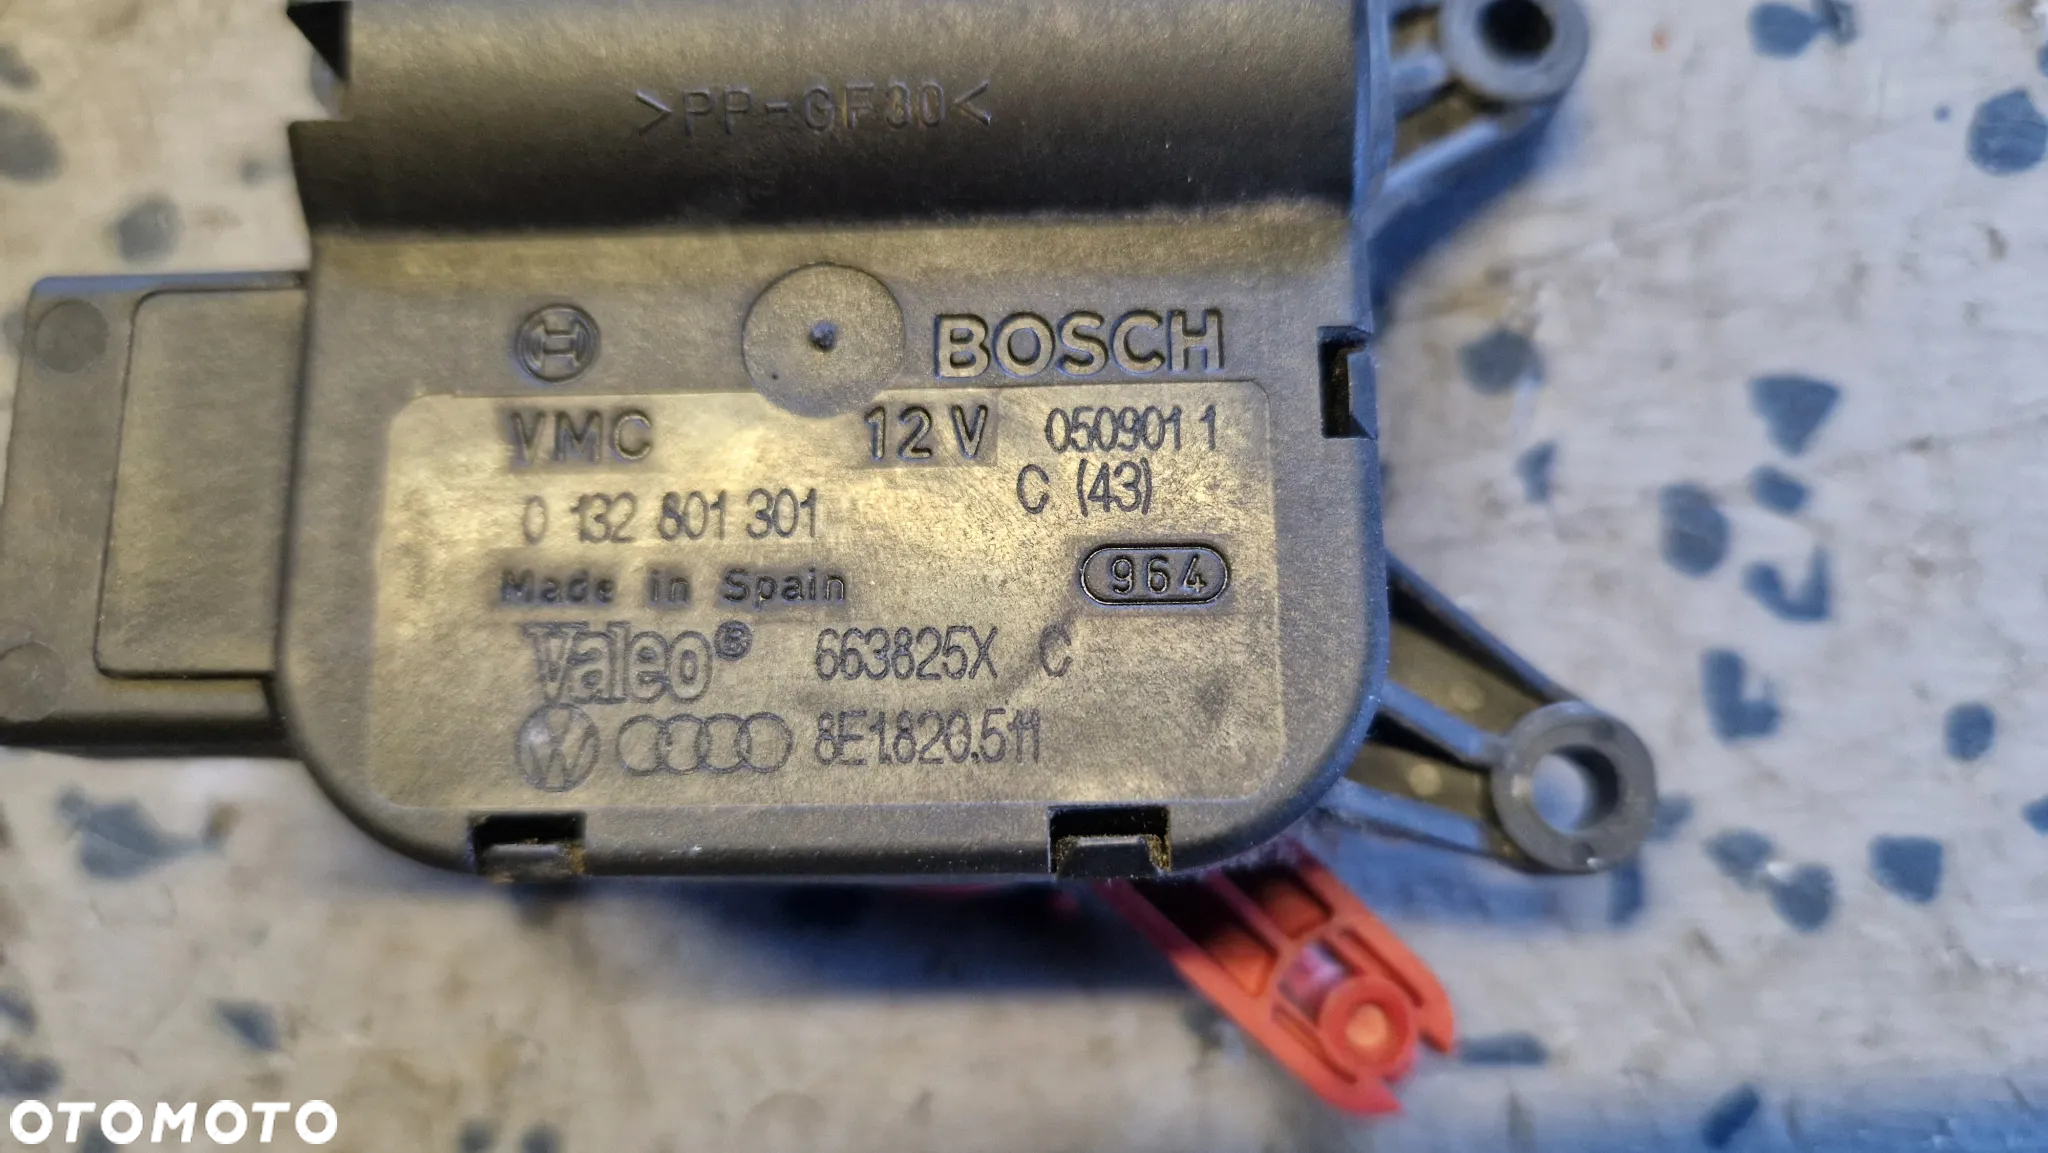 >PP-GF30<
BOSCH
VMC 12V 050901 1
0 132 801 301 C (43)
Made in Spain 964
Valeo® 663825X C
8E1.820.511
OTOMOTO